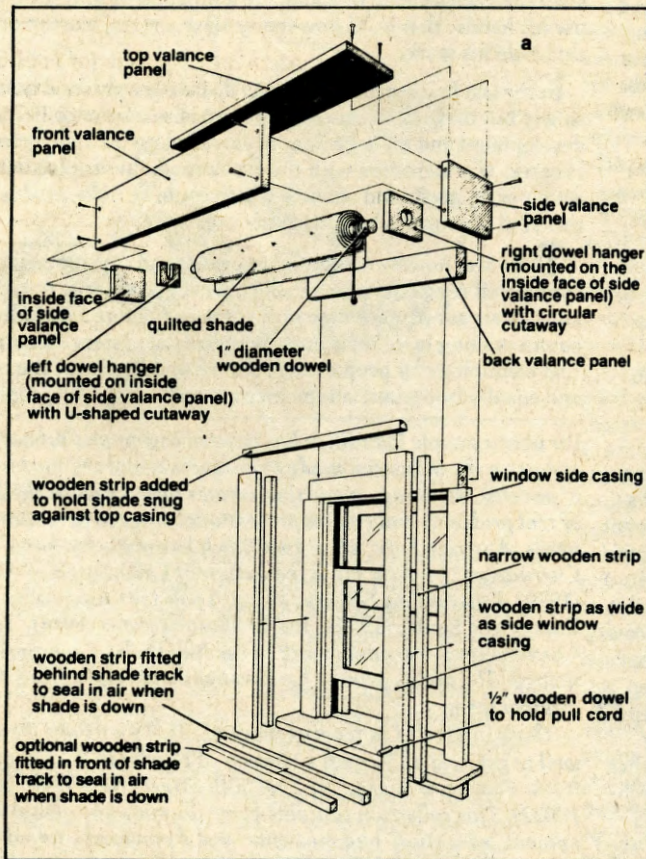 a
top valance
panel
front valance
panel
side valance
panel
right dowel hanger
(mounted on the
inside face of side
valance panel)
with circular
cutaway
inside face
of side
valance
panel
quilted shade
1" diameter
wooden dowel
back valance panel
left dowel hanger
(mounted on inside
face of side valance panel)
with U-shaped cutaway
wooden strip added
to hold shade snug
against top casing
window side casing
narrow wooden strip
wooden strip as wide
as side window
casing
wooden strip fitted
behind shade track
to seal in air when
shade is down
½" wooden dowel
to hold pull cord
optional wooden strip
fitted in front of shade
track to seal in air
when shade is down